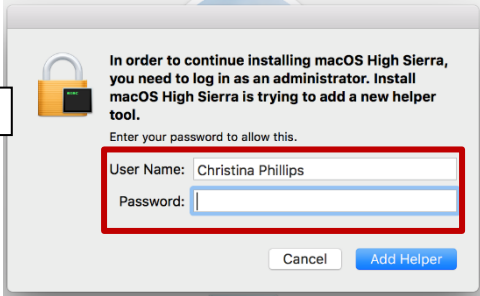 In order to continue installing macOS High Sierra,
you need to log in as an administrator. Install
macOS High Sierra is trying to add a new helper
tool.
Enter your password to allow this.
User Name: Christina Phillips
Password:
Cancel Add Helper